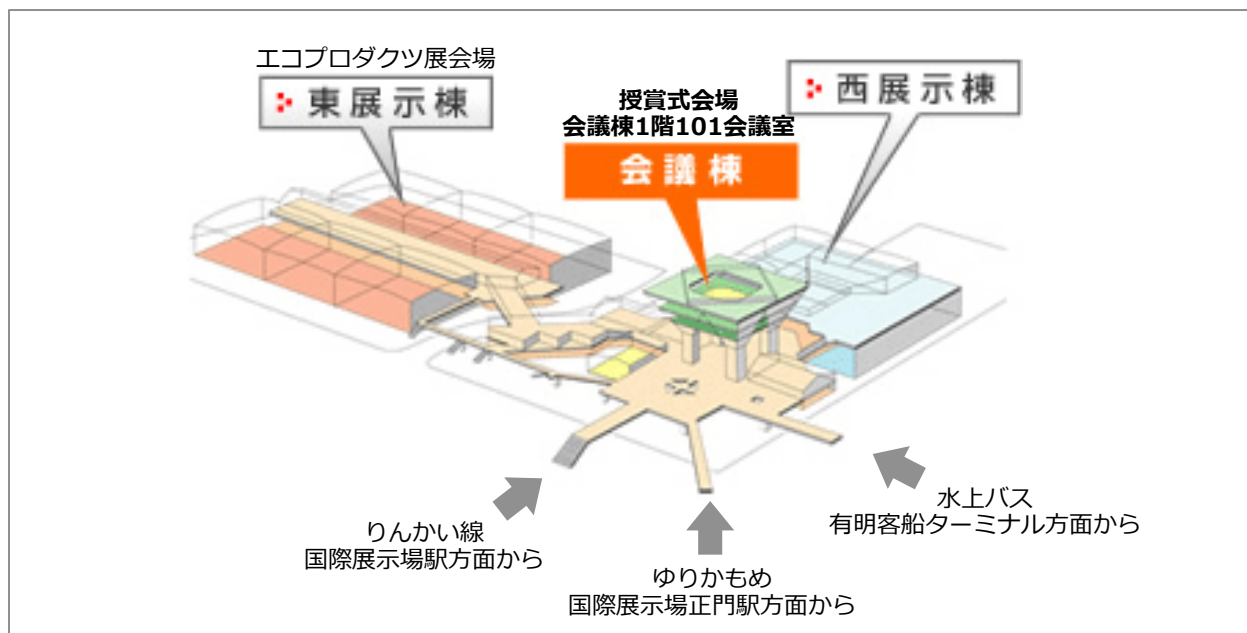 エコプロダクツ展会場
東展示棟
授賞式会場
会議棟1階101会議室
会議棟
西展示棟
りんかい線
国際展示場駅方面から
ゆりかもめ
国際展示場正門駅方面から
水上バス
有明客船ターミナル方面から